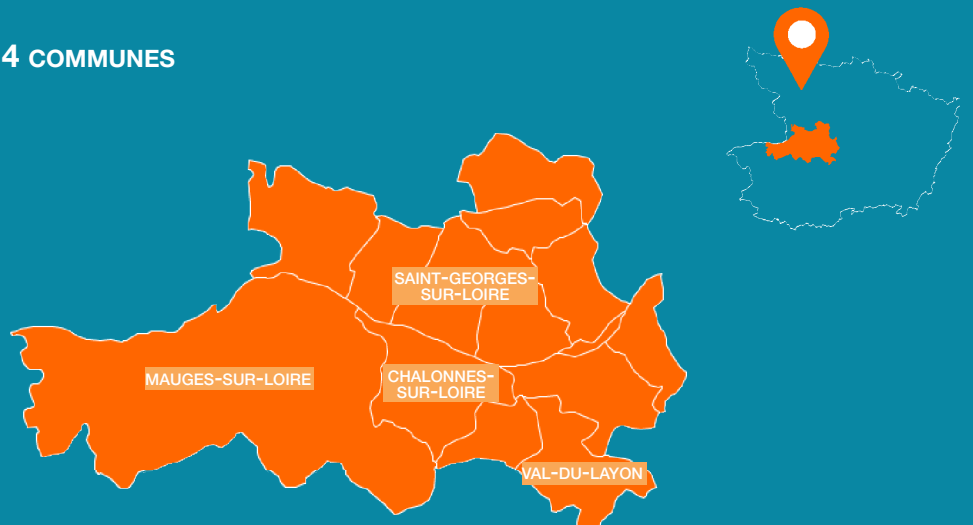 4 COMMUNES
SAINT-GEORGES-
SUR-LOIRE
MAUGES-SUR-LOIRE
CHALONNES-
SUR-LOIRE
VAL-DU-LAYON